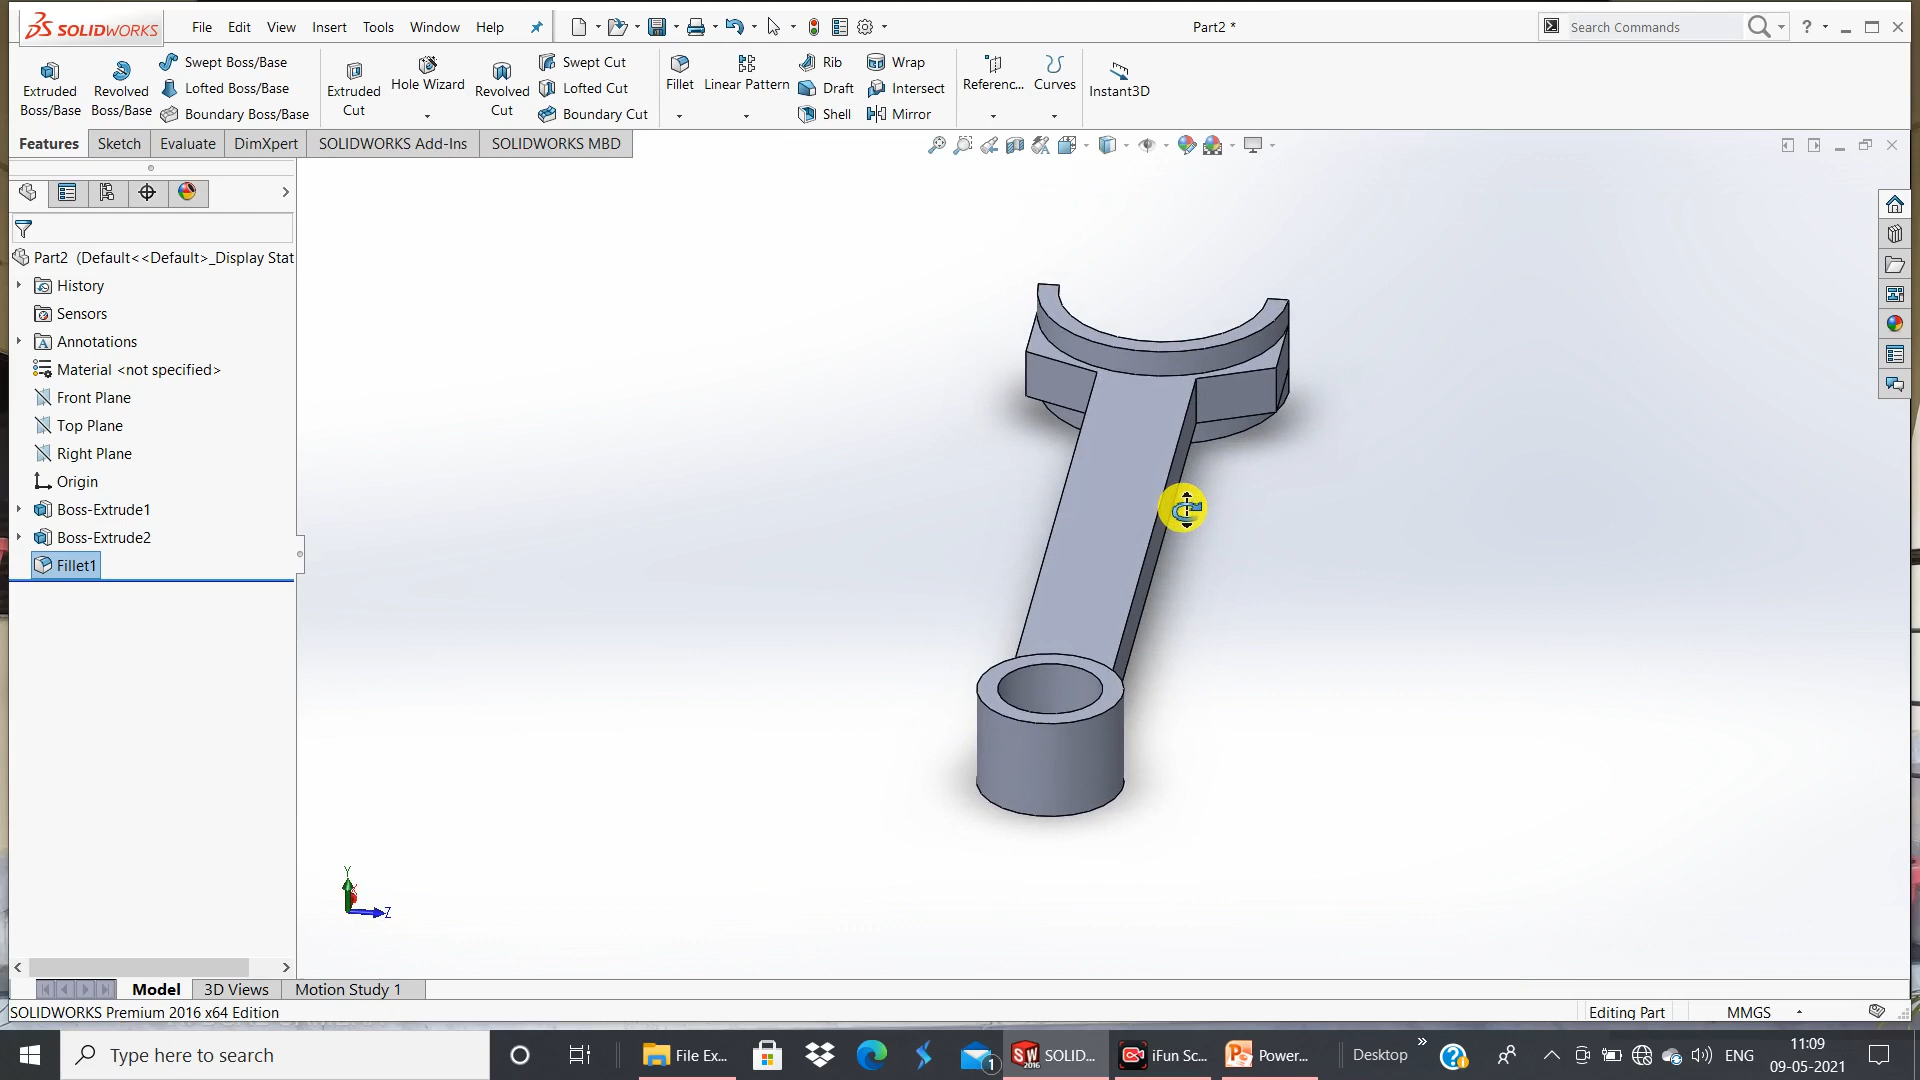 SOLIDWORKS File Edit View Insert Tools Window Help Part2 * Search Commands ?
Extruded Boss/Base
Revolved Boss/Base
Swept Boss/Base
Lofted Boss/Base
Boundary Boss/Base
Extruded Cut
Hole Wizard
Revolved Cut
Swept Cut
Lofted Cut
Boundary Cut
Fillet
Linear Pattern
Rib
Draft
Shell
Wrap
Intersect
Mirror
Referenc...
Curves
Instant3D
Features Sketch Evaluate DimXpert SOLIDWORKS Add-Ins SOLIDWORKS MBD
Part2 (Default<<Default>_Display Stat
History
Sensors
A Annotations
Material <not specified>
Front Plane
Top Plane
Right Plane
Origin
Boss-Extrude1
Boss-Extrude2
Fillet1
Y
Z
Model 3D Views Motion Study 1
SOLIDWORKS Premium 2016 x64 Edition Editing Part MMGS
Type here to search
File Ex...
1
SW 2016 SOLID...
iFun Sc...
Power...
Desktop
ENG
11:09
09-05-2021